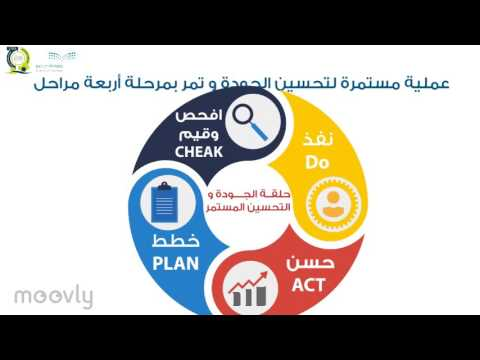 عملية مستمرة لتحسين الجودة و تمر بمرحلة أربعة مراحل
افحص
وقيم
CHEAK
نفذ
Do
حلقة الجـــودة و
التحسين المستمر
خطط
PLAN
حسن
ACT
moovly